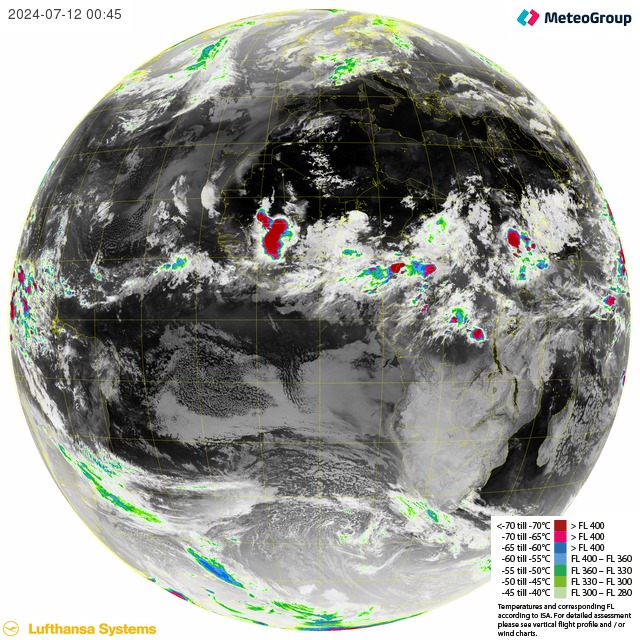 2024-07-12 00:45
MeteoGroup
<-70 till -70°C > FL 400
-70 till -65°C > FL 400
-65 till -60°C > FL 400
-60 till -55°C FL 400 – FL 360
-55 till -50°C FL 360 – FL 330
-50 till -45°C FL 330 – FL 300
-45 till -40°C FL 300 – FL 280
Temperatures and corresponding FL
according to ISA. For detailed assessment
please see vertical flight profile and / or
wind charts.
Lufthansa Systems